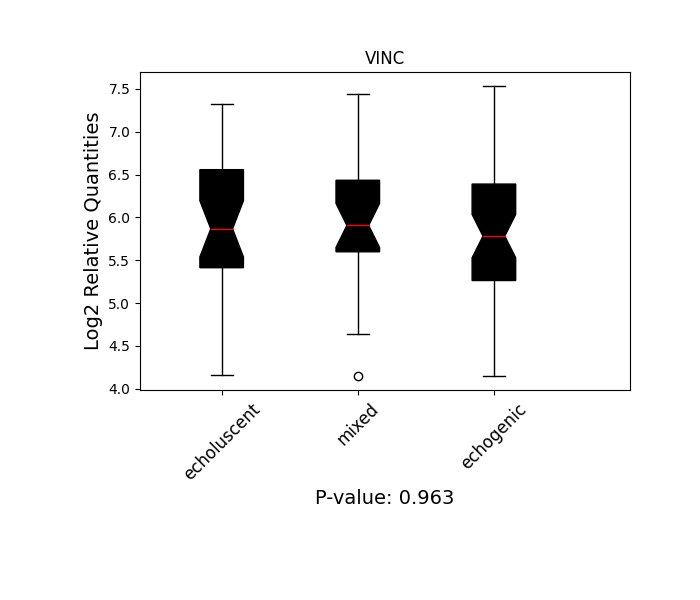 VINC
Log2 Relative Quantities
7.5
7.0
6.5
6.0
5.5
5.0
4.5
4.0
echoluscent
mixed
echogenic
P-value: 0.963